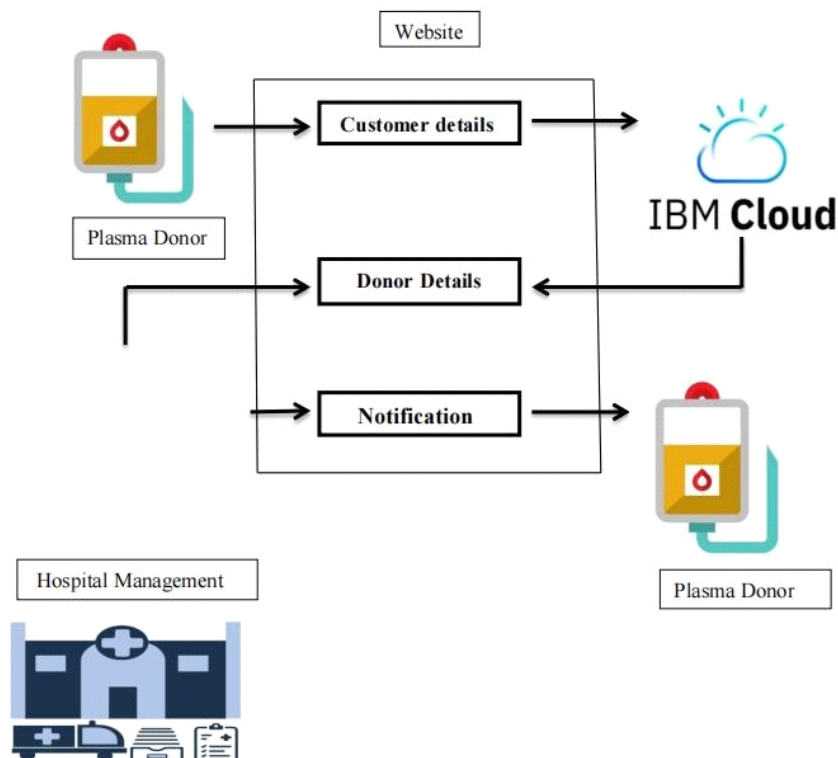 Website
Customer details
IBM Cloud
Plasma Donor
Donor Details
Notification
Hospital Management
Plasma Donor